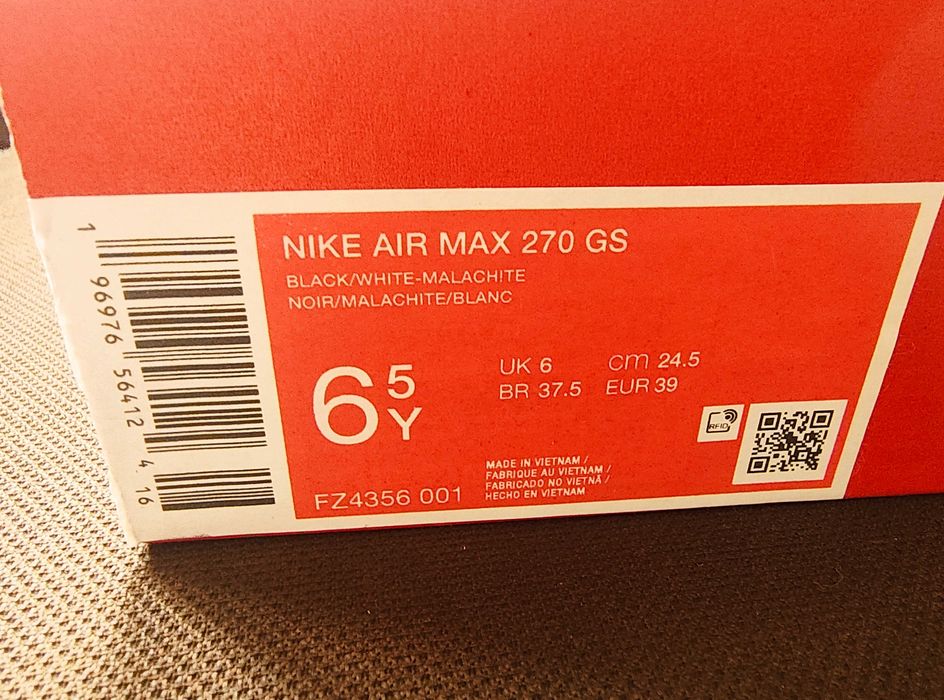 NIKE AIR MAX 270 GS
BLACK/WHITE-MALACHITE
NOIR/MALACHITE/BLANC
6 5Y
UK 6 cm 24.5
BR 37.5 EUR 39
RFID
MADE IN VIETNAM /
FABRIQUE AU VIETNAM /
FABRICADO NO VIETNÃ /
HECHO EN VIETNAM
FZ4356 001
1 96976 56412 4 16